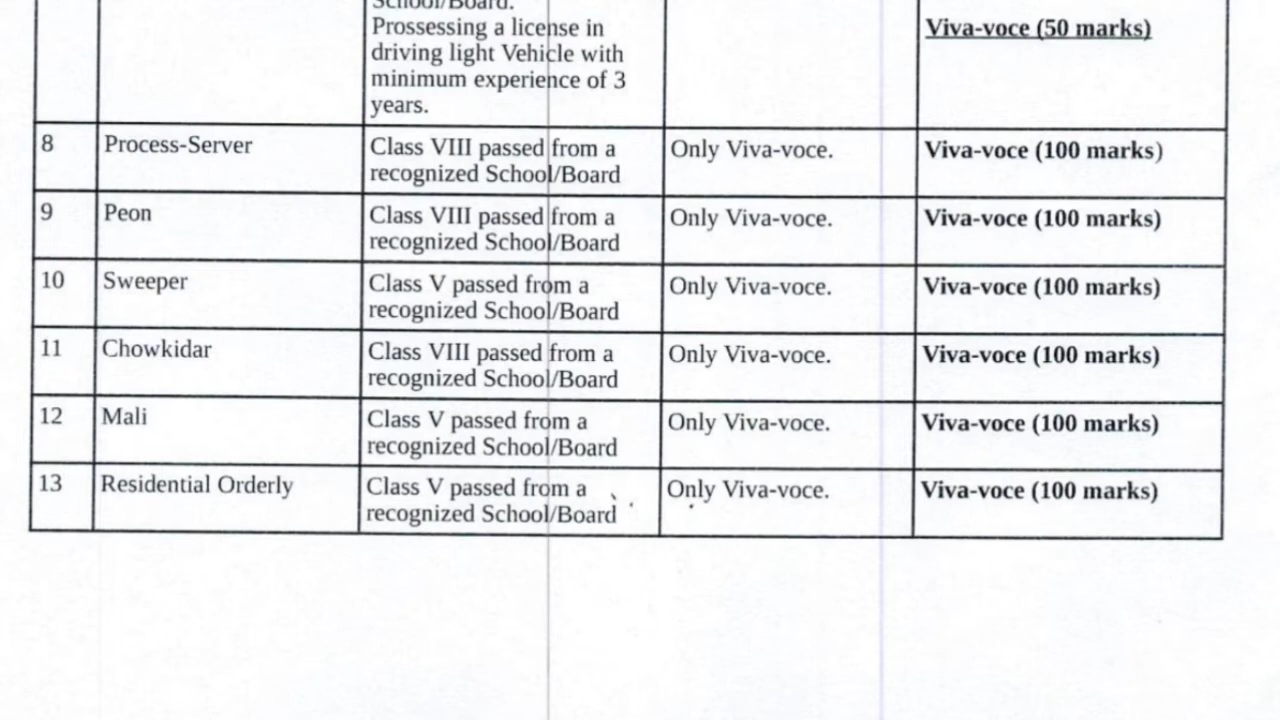 School/Board.
Prossessing a license in
driving light Vehicle with
minimum experience of 3
years.
Viva-voce (50 marks)
8 Process-Server Class VIII passed from a Only Viva-voce. Viva-voce (100 marks)
recognized School/Board
9 Peon Class VIII passed from a Only Viva-voce. Viva-voce (100 marks)
recognized School/Board
10 Sweeper Class V passed from a Only Viva-voce. Viva-voce (100 marks)
recognized School/Board
11 Chowkidar Class VIII passed from a Only Viva-voce. Viva-voce (100 marks)
recognized School/Board
12 Mali Class V passed from a Only Viva-voce. Viva-voce (100 marks)
recognized School/Board
13 Residential Orderly Class V passed from a Only Viva-voce. Viva-voce (100 marks)
recognized School/Board